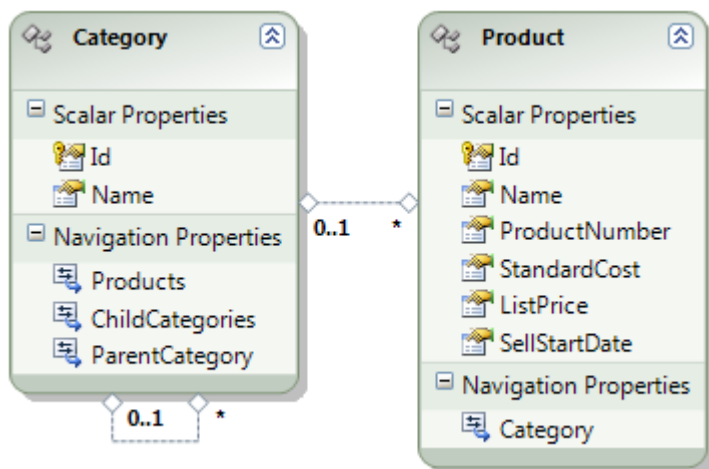 Category
Scalar Properties
Id
Name
Navigation Properties
Products
ChildCategories
ParentCategory
0..1
*
0..1
*
Product
Scalar Properties
Id
Name
ProductNumber
StandardCost
ListPrice
SellStartDate
Navigation Properties
Category